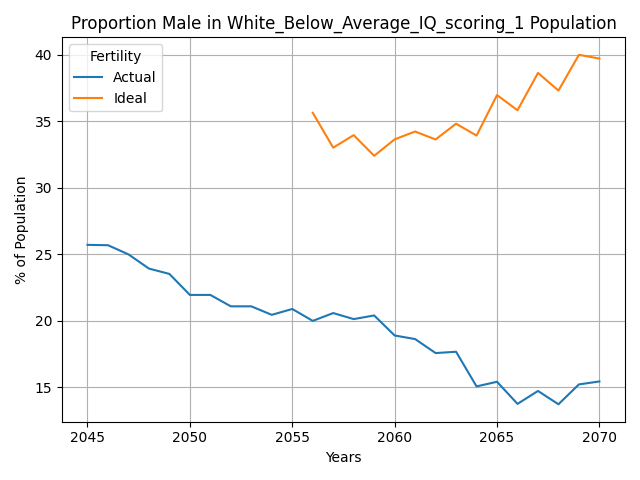 Proportion Male in White_Below_Average_IQ_scoring_1 Population
Fertility
Actual
Ideal
% of Population
40
35
30
25
20
15
2045
2050
2055
2060
2065
2070
Years